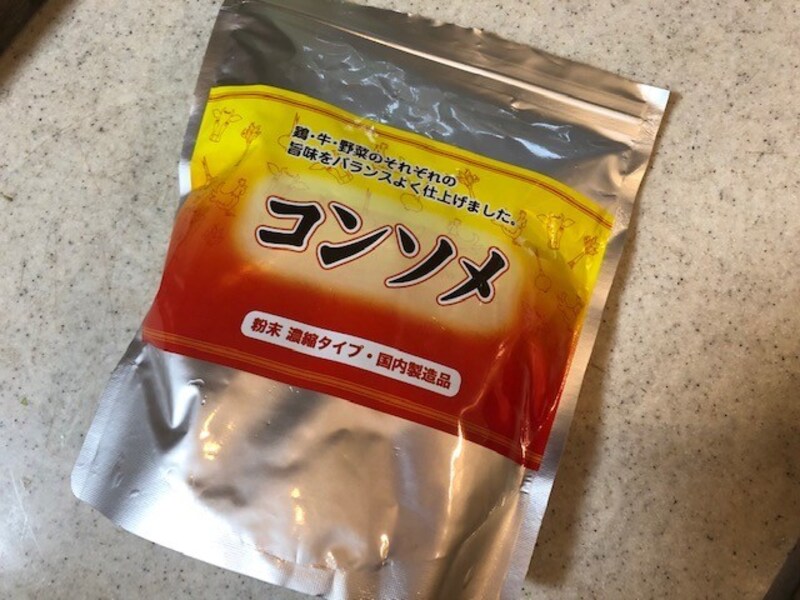 鶏・牛・野菜のそれぞれの
旨味をバランスよく仕上げました。
コンソメ
粉末 濃縮タイプ・国内製造品